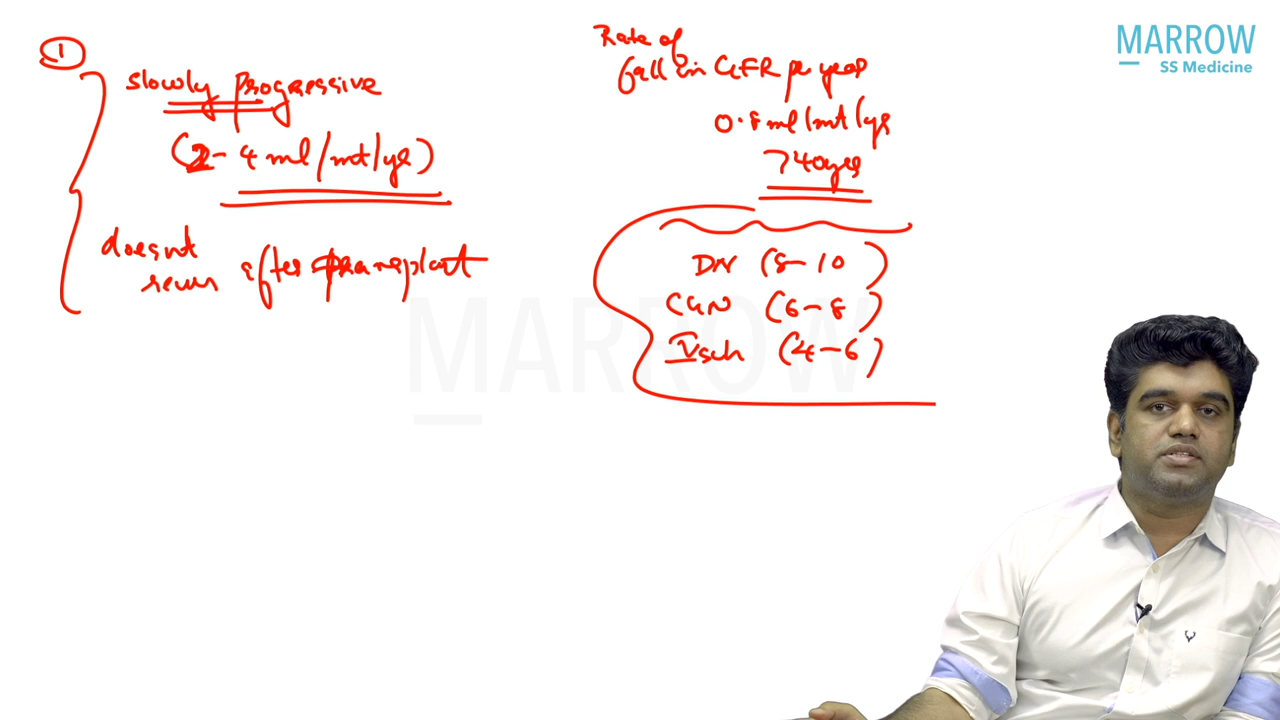 ①
slowly progressive
(2-4 ml/mt/yr)
doesnt
recur after transplant
Rate of
fall in GFR per year
0.8 ml/mt/yr
>40yrs
DN (8-10)
CGN (6-8)
Isch (4-6)
MARROW
SS Medicine
MARROW